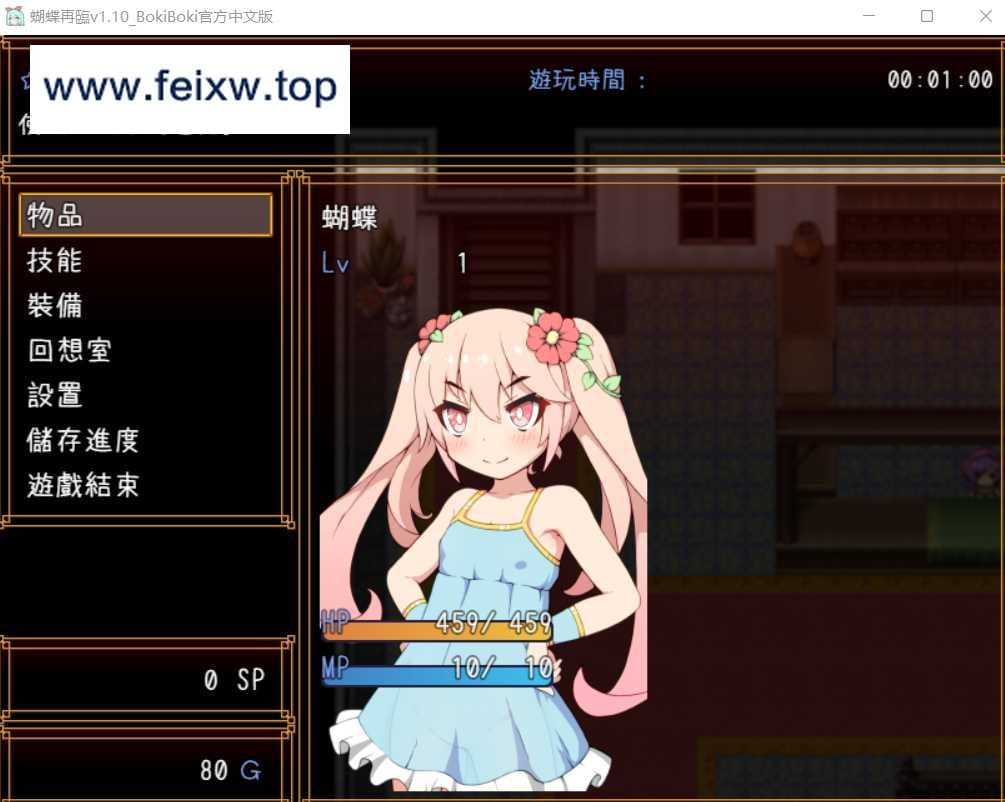 蝴蝶再臨v1.10_BokiBoki官方中文版
www.feixw.top
遊玩時間 : 00:01:00
物品
技能
裝備
回想室
設置
儲存進度
遊戲結束
蝴蝶
Lv 1
HP 459/ 459
MP 10/ 10
0 SP
80 G